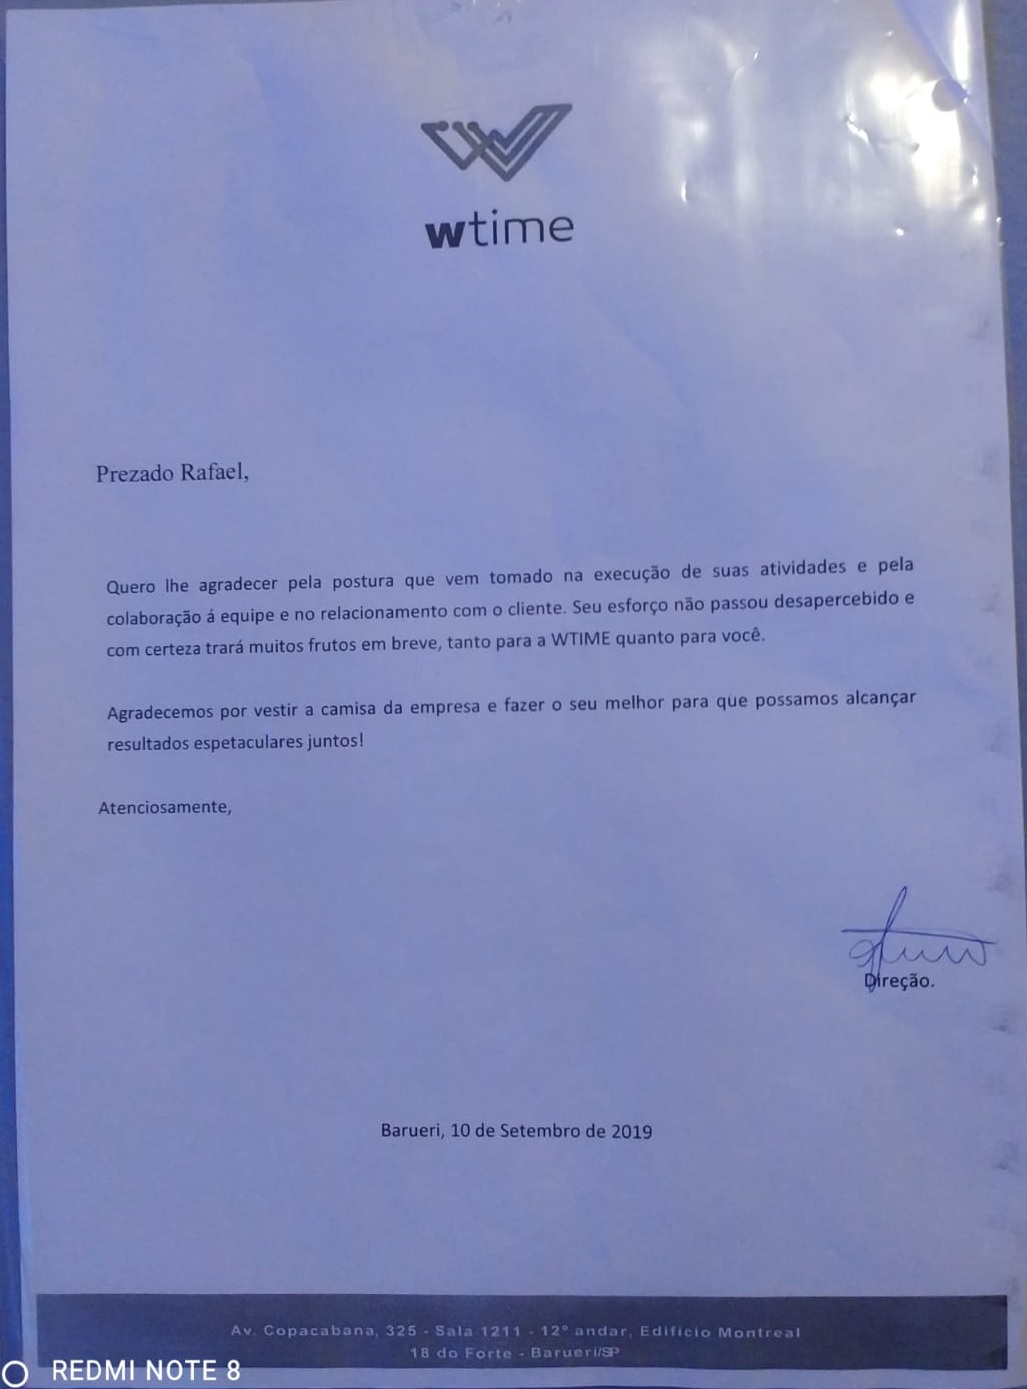 wtime
Prezado Rafael,
Quero lhe agradecer pela postura que vem tomado na execução de suas atividades e pela
colaboração á equipe e no relacionamento com o cliente. Seu esforço não passou desapercebido e
com certeza trará muitos frutos em breve, tanto para a WTIME quanto para você.
Agradecemos por vestir a camisa da empresa e fazer o seu melhor para que possamos alcançar
resultados espetaculares juntos!
Atenciosamente,
Direção.
Barueri, 10 de Setembro de 2019
Av. Copacabana, 325 - Sala 1211 - 12º andar, Edificio Montreal
18 do Forte - Barueri/SP
REDMI NOTE 8